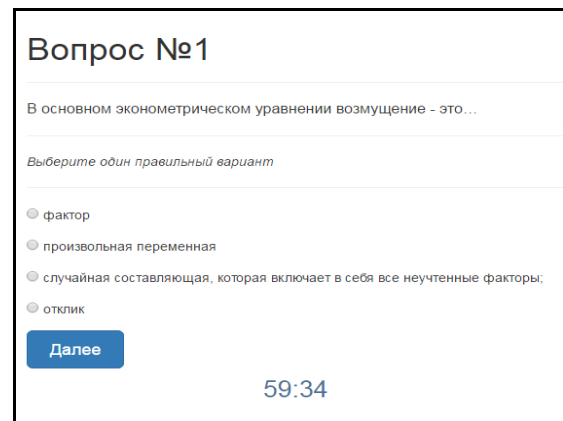 Вопрос №1
В основном эконометрическом уравнении возмущение - это…
Выберите один правильный вариант
фактор
произвольная переменная
случайная составляющая, которая включает в себя все неучтенные факторы;
отклик
Далее
59:34